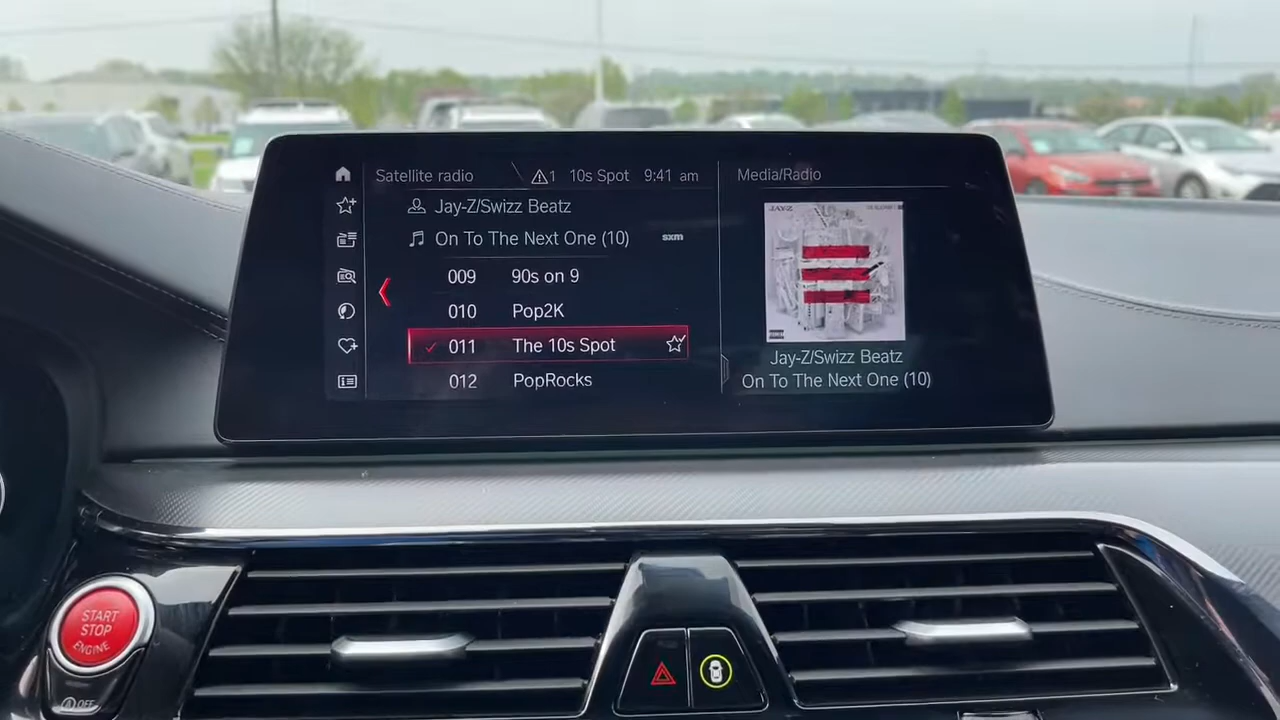 Satellite radio
1 10s Spot 9:41 am
Jay-Z/Swizz Beatz
On To The Next One (10) sxm
009 90s on 9
010 Pop2K
011 The 10s Spot
012 PopRocks
Media/Radio
JAY-Z
Jay-Z/Swizz Beatz
On To The Next One (10)
START
STOP
ENGINE
OFF